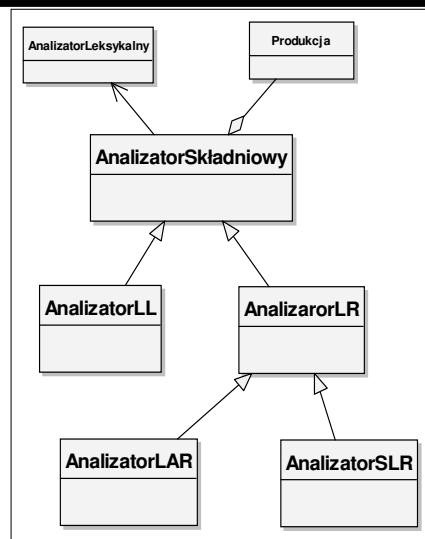 AnalizatorLeksykalny
Produkcja
AnalizatorSkładniowy
AnalizatorLL
AnalizarorLR
AnalizatorLAR
AnalizatorSLR